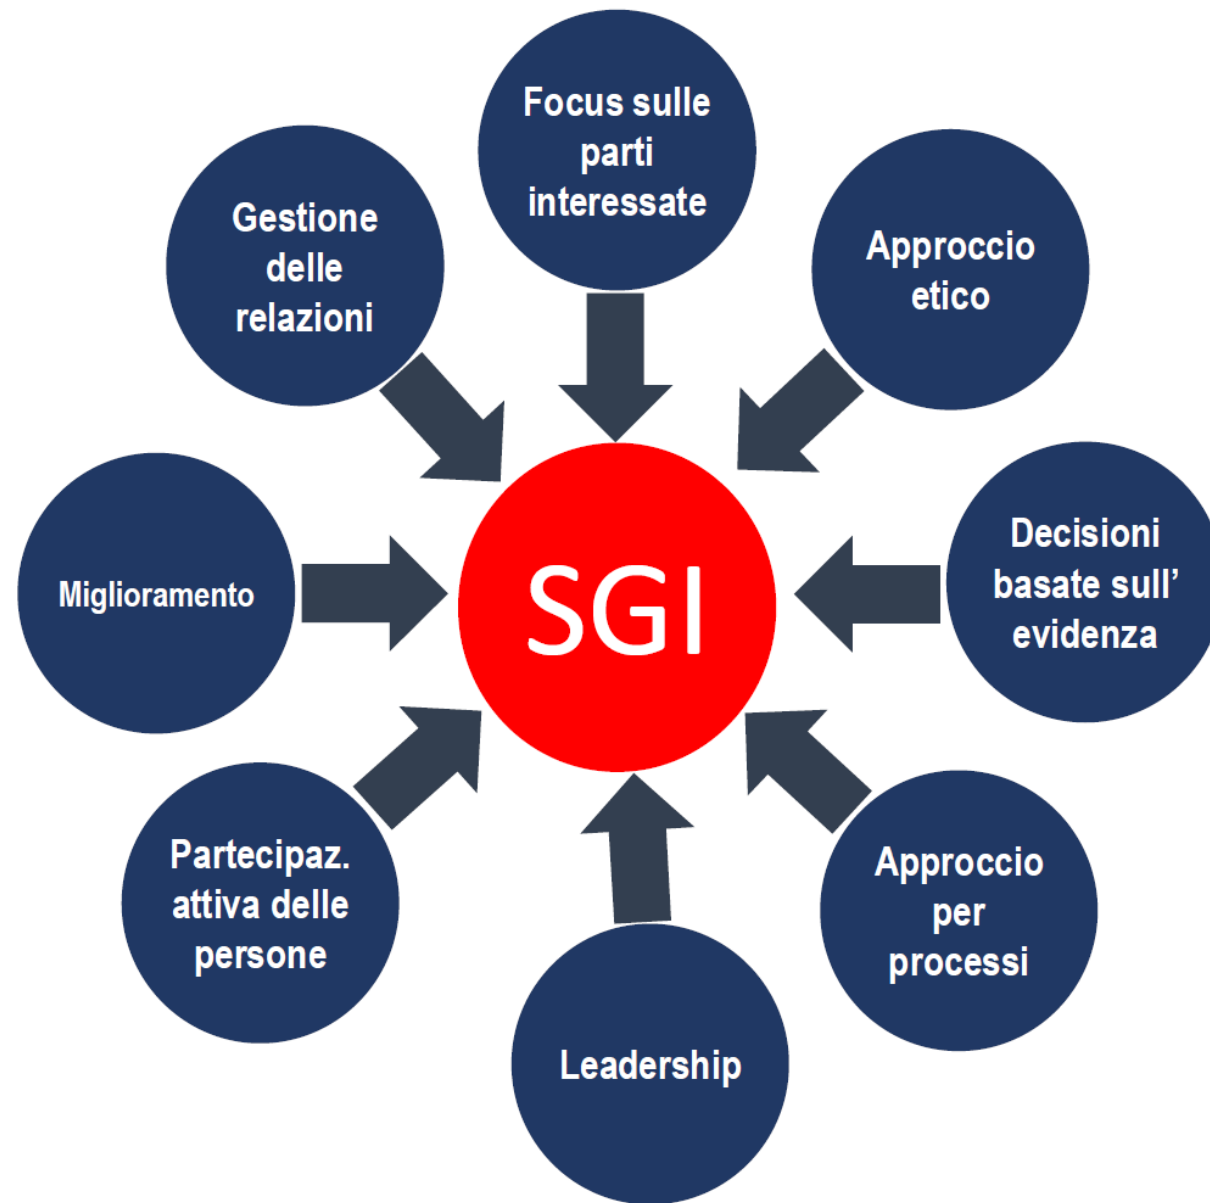 Focus sulle
parti
interessate
Gestione
delle
relazioni
Approccio
etico
Decisioni
basate sull’
evidenza
SGI
Miglioramento
Partecipaz.
attiva delle
persone
Approccio
per
processi
Leadership